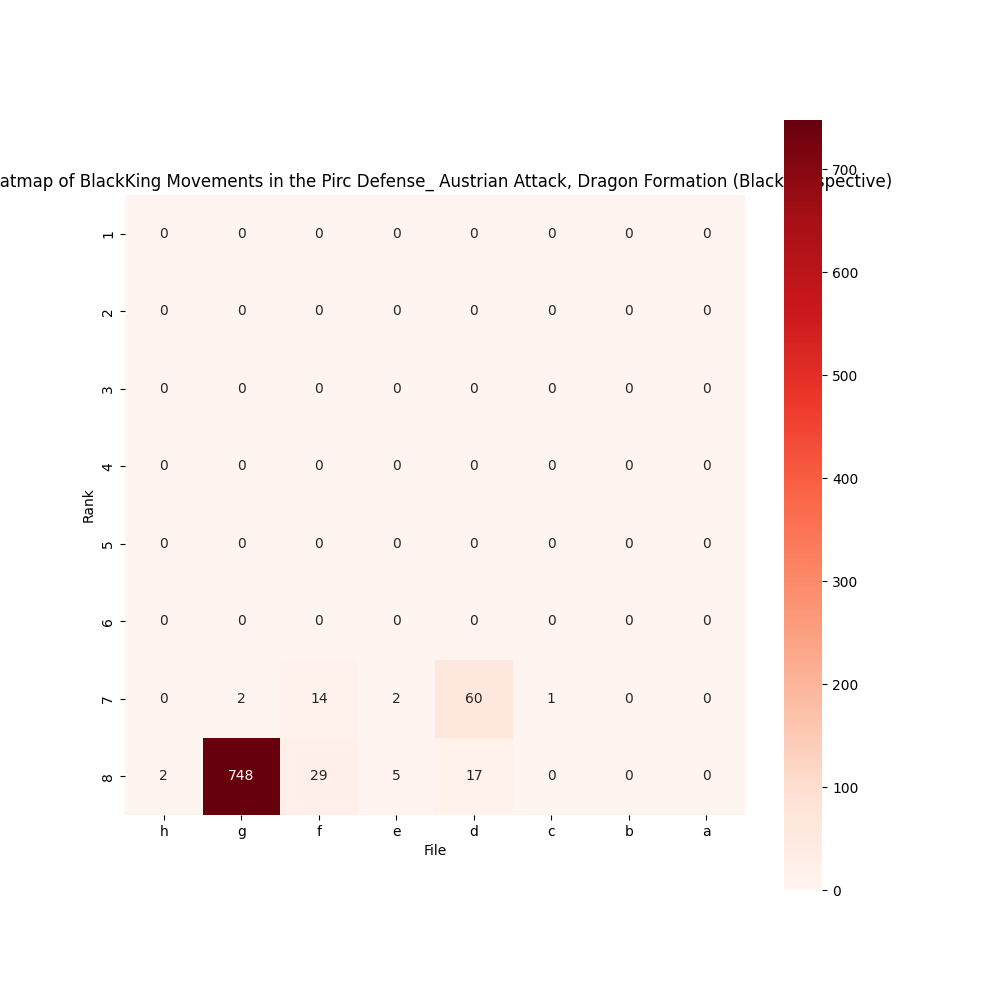 atmap of BlackKing Movements in the Pirc Defense_ Austrian Attack, Dragon Formation (Black spective)
700
600
500
400
300
200
100
0
Rank
1 0 0 0 0 0 0 0 0
2 0 0 0 0 0 0 0 0
3 0 0 0 0 0 0 0 0
4 0 0 0 0 0 0 0 0
5 0 0 0 0 0 0 0 0
6 0 0 0 0 0 0 0 0
7 0 2 14 2 60 1 0 0
8 2 748 29 5 17 0 0 0
h g f e d c b a
File